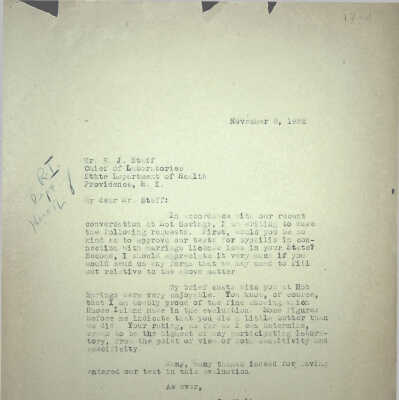 17-4
November 8, 1938
R.I.
Mr. E. J. Staff
Chief of Laboratories
State Department of Health
Providence, R. I.
My dear Mr. Staff:
In accordance with our recent
conversation at Hot Springs, I am writing to make
the following requests. First, would you be so
kind as to approve our tests for syphilis in con-
nection with marriage license laws in your State?
Second, I should appreciate it very much if you
would send us any forms that we may need to fill
out relative to the above matter.
My brief chats with you at Hot
Springs were very enjoyable. You know, of course,
that I am doubly proud of the fine showing which
Rhode Island made in the evaluation. Some figures
before me indicate that you did a little better than
we did. Your rating, as far as I can determine,
seems to be the highest of any participating labora-
tory, from the point of view of both sensitivity and
specificity.
Many, many thanks indeed for having
entered our test in this evaluation.
As ever,